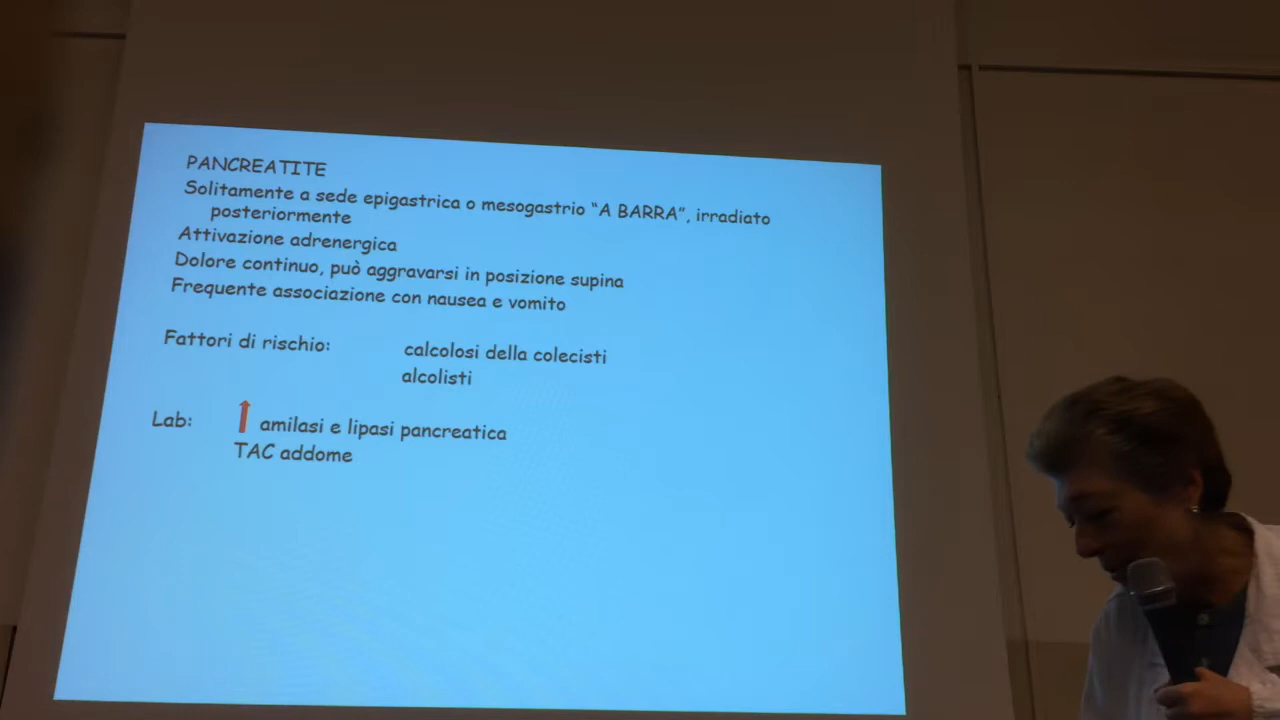 PANCREATITE
Solitamente a sede epigastrica o mesogastrio “A BARRA”, irradiato
posteriormente
Attivazione adrenergica
Dolore continuo, può aggravarsi in posizione supina
Frequente associazione con nausea e vomito
Fattori di rischio: calcolosi della colecisti
alcolisti
Lab: amilasi e lipasi pancreatica
TAC addome